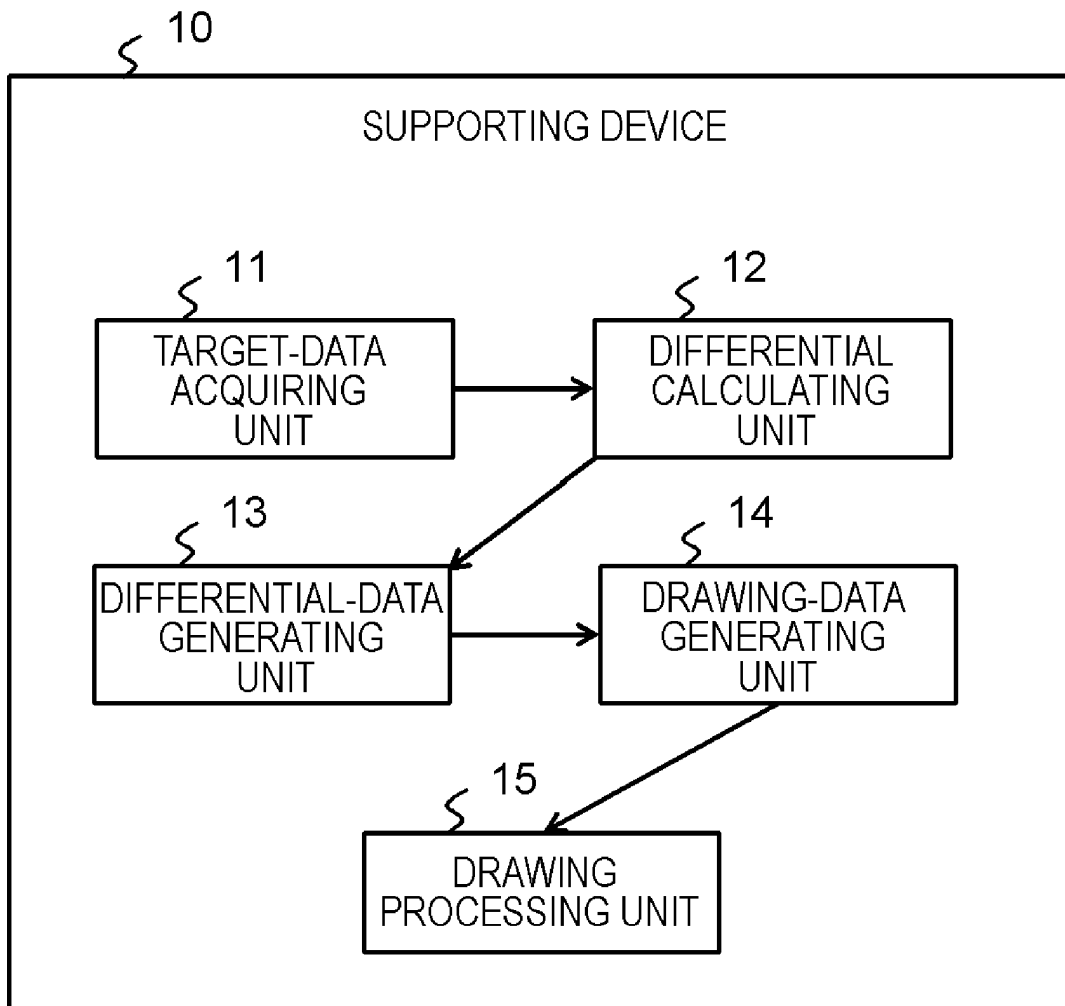 10
SUPPORTING DEVICE
11
TARGET-DATA
ACQUIRING
UNIT
12
DIFFERENTIAL
CALCULATING
UNIT
13
DIFFERENTIAL-DATA
GENERATING
UNIT
14
DRAWING-DATA
GENERATING
UNIT
15
DRAWING
PROCESSING UNIT